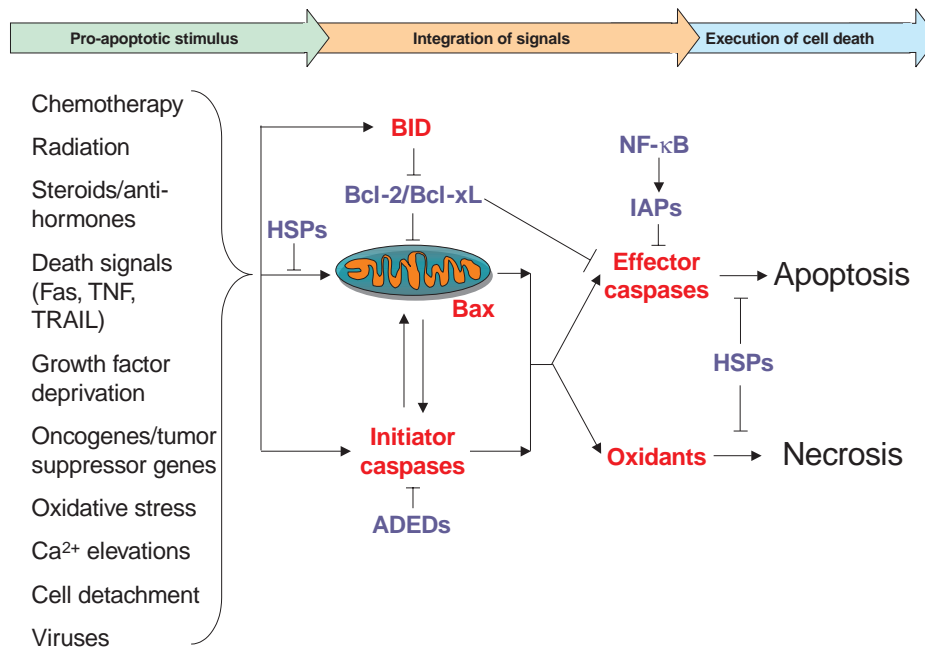 Pro-apoptotic stimulus
Integration of signals
Execution of cell death
Chemotherapy
Radiation
Steroids/anti-
hormones
Death signals
(Fas, TNF,
TRAIL)
Growth factor
deprivation
Oncogenes/tumor
suppressor genes
Oxidative stress
Ca²⁺ elevations
Cell detachment
Viruses
HSPs
BID
Bcl-2/Bcl-xL
Bax
Initiator
caspases
ADEDs
NF-κB
IAPs
Effector
caspases
Apoptosis
HSPs
Oxidants
Necrosis